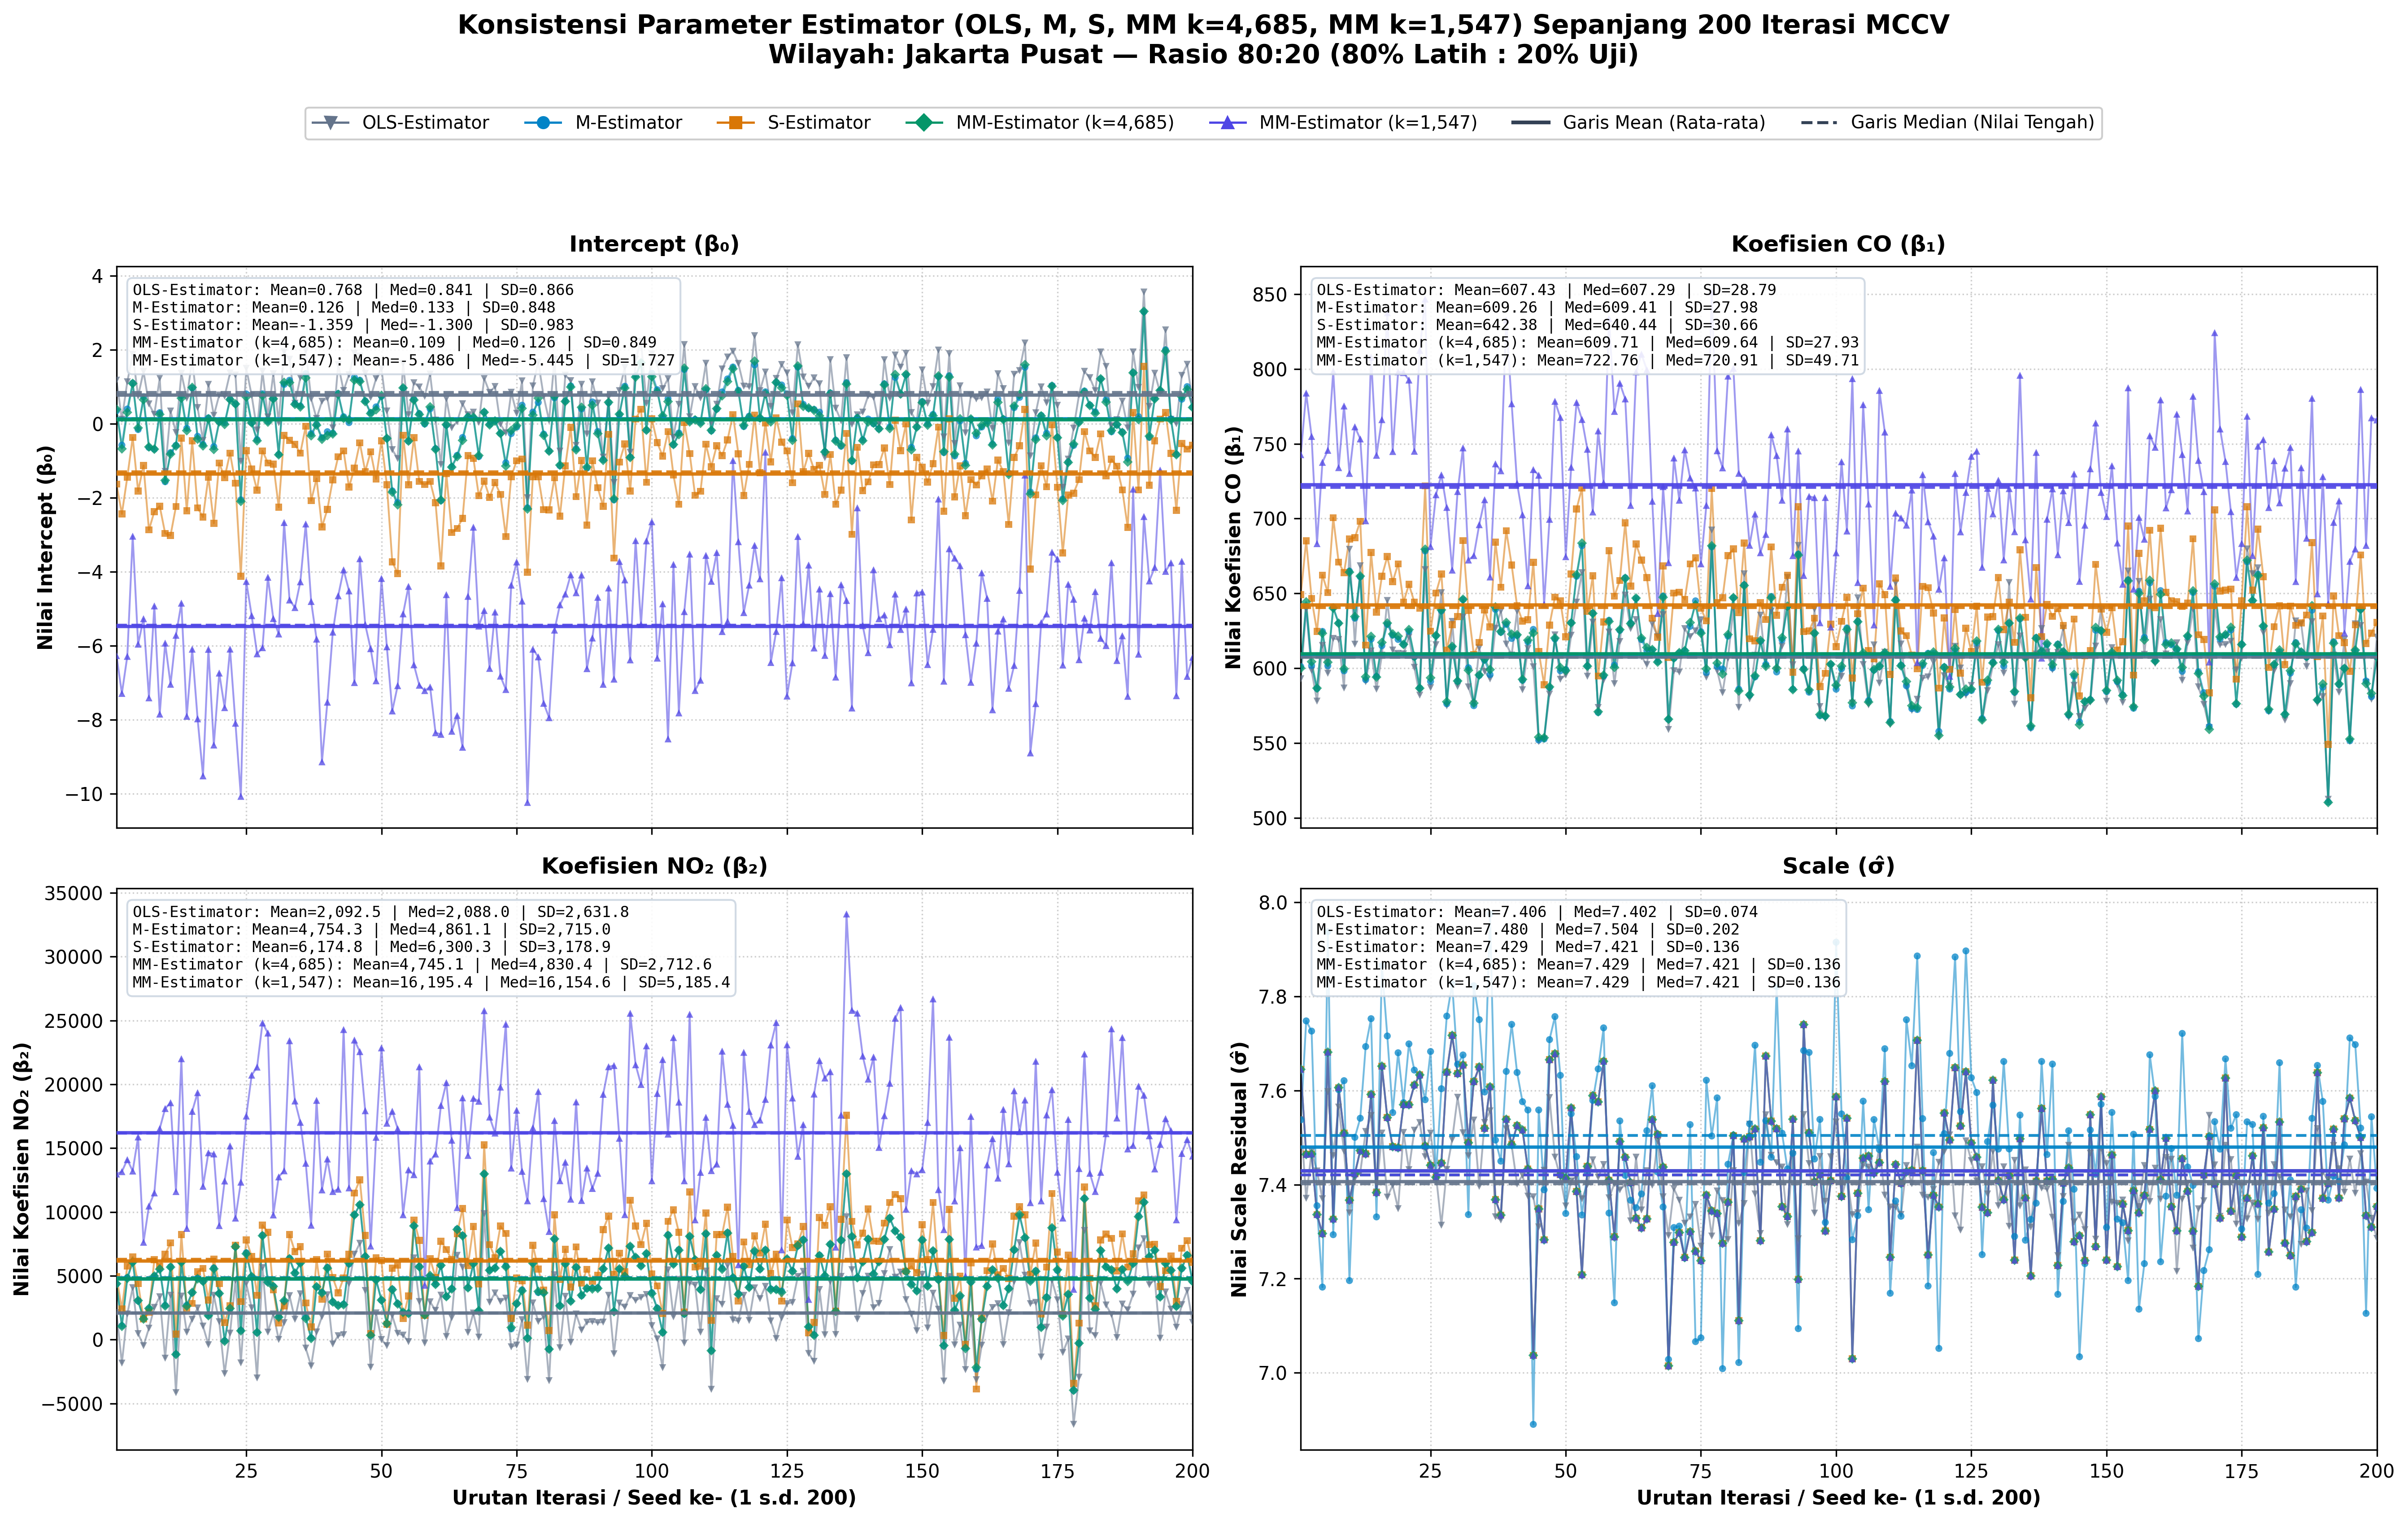 Konsistensi Parameter Estimator (OLS, M, S, MM k=4,685, MM k=1,547) Sepanjang 200 Iterasi MCCV
Wilayah: Jakarta Pusat — Rasio 80:20 (80% Latih : 20% Uji)
OLS-Estimator
M-Estimator
S-Estimator
MM-Estimator (k=4,685)
MM-Estimator (k=1,547)
Garis Mean (Rata-rata)
Garis Median (Nilai Tengah)
Intercept (β₀)
Nilai Intercept (β₀)
4
2
0
−2
−4
−6
−8
−10
OLS-Estimator: Mean=0.768 | Med=0.841 | SD=0.866
M-Estimator: Mean=0.126 | Med=0.133 | SD=0.848
S-Estimator: Mean=-1.359 | Med=-1.300 | SD=0.983
MM-Estimator (k=4,685): Mean=0.109 | Med=0.126 | SD=0.849
MM-Estimator (k=1,547): Mean=-5.486 | Med=-5.445 | SD=1.727
Koefisien CO (β₁)
Nilai Koefisien CO (β₁)
850
800
750
700
650
600
550
500
OLS-Estimator: Mean=607.43 | Med=607.29 | SD=28.79
M-Estimator: Mean=609.26 | Med=609.41 | SD=27.98
S-Estimator: Mean=642.38 | Med=640.44 | SD=30.66
MM-Estimator (k=4,685): Mean=609.71 | Med=609.64 | SD=27.93
MM-Estimator (k=1,547): Mean=722.76 | Med=720.91 | SD=49.71
Koefisien NO₂ (β₂)
Nilai Koefisien NO₂ (β₂)
35000
30000
25000
20000
15000
10000
5000
0
−5000
OLS-Estimator: Mean=2,092.5 | Med=2,088.0 | SD=2,631.8
M-Estimator: Mean=4,754.3 | Med=4,861.1 | SD=2,715.0
S-Estimator: Mean=6,174.8 | Med=6,300.3 | SD=3,178.9
MM-Estimator (k=4,685): Mean=4,745.1 | Med=4,830.4 | SD=2,712.6
MM-Estimator (k=1,547): Mean=16,195.4 | Med=16,154.6 | SD=5,185.4
25
50
75
100
125
150
175
200
Urutan Iterasi / Seed ke- (1 s.d. 200)
Scale (σ̂)
Nilai Scale Residual (σ̂)
8.0
7.8
7.6
7.4
7.2
7.0
OLS-Estimator: Mean=7.406 | Med=7.402 | SD=0.074
M-Estimator: Mean=7.480 | Med=7.504 | SD=0.202
S-Estimator: Mean=7.429 | Med=7.421 | SD=0.136
MM-Estimator (k=4,685): Mean=7.429 | Med=7.421 | SD=0.136
MM-Estimator (k=1,547): Mean=7.429 | Med=7.421 | SD=0.136
25
50
75
100
125
150
175
200
Urutan Iterasi / Seed ke- (1 s.d. 200)